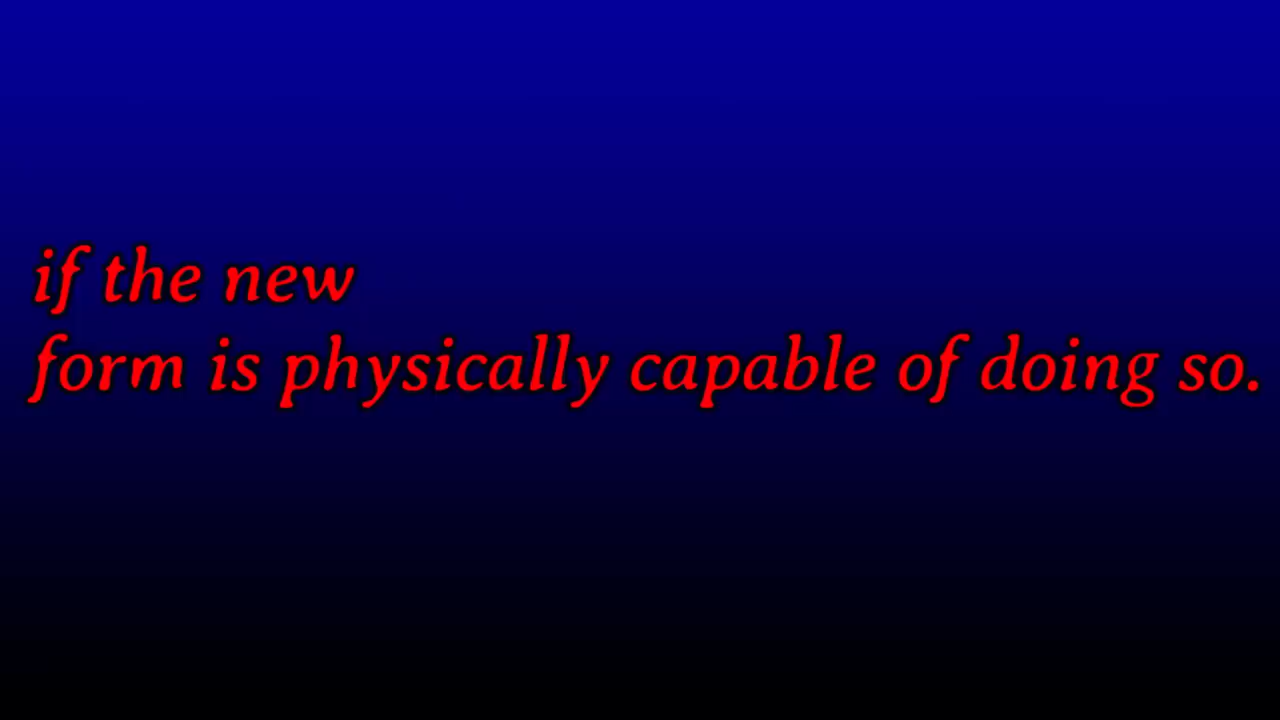 if the new
form is physically capable of doing so.